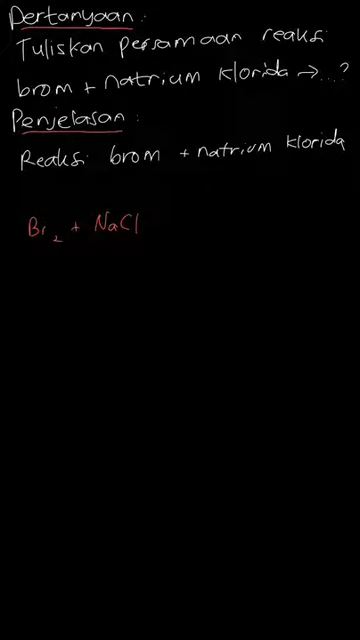 Pertanyaan :
Tuliskan persamaan reaksi
brom + natrium klorida → ...?
Penjelasan :
Reaksi brom + natrium klorida
Br₂ + NaCl